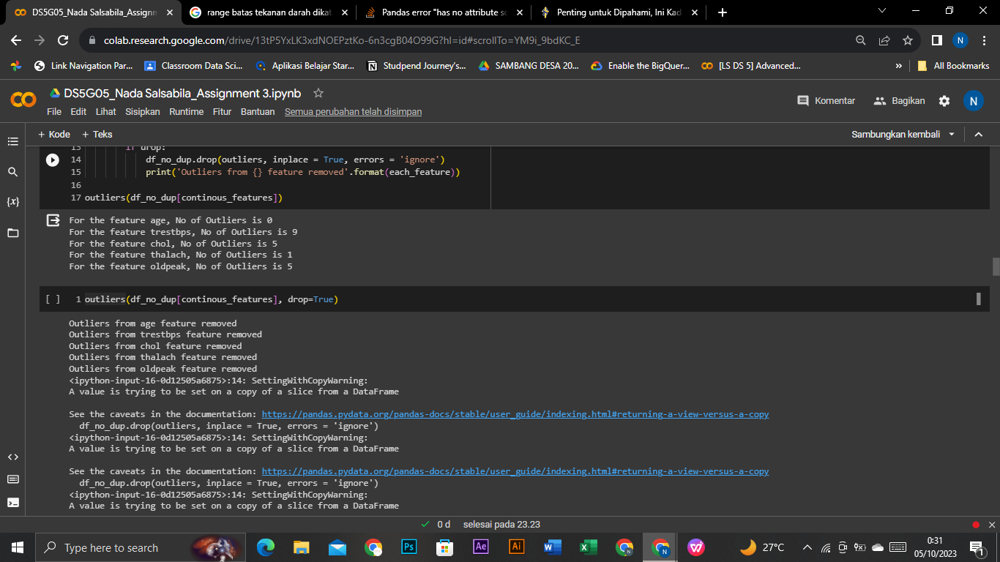 DS5G05_Nada Salsabila_Assignm
range batas tekanan darah dikat
Pandas error "has no attribute sc
Penting untuk Dipahami, Ini Kad
colab.research.google.com/drive/13tP5YxLK3xdNOEPztKo-6n3cgB04O99G?hl=id#scrollTo=YM9i_9bdKC_E
N
Link Navigation Par...
Classroom Data Sci...
Aplikasi Belajar Star...
Studpend Journey's...
SAMBANG DESA 20...
Enable the BigQuer...
[LS DS 5] Advanced...
»
All Bookmarks
DS5G05_Nada Salsabila_Assignment 3.ipynb
Komentar
Bagikan
N
File Edit Lihat Sisipkan Runtime Fitur Bantuan Semua perubahan telah disimpan
+ Kode + Teks
Sambungkan kembali
13 if drop:
14 df_no_dup.drop(outliers, inplace = True, errors = 'ignore')
15 print('Outliers from {} feature removed'.format(each_feature))
16
17 outliers(df_no_dup[continous_features])
{x}
For the feature age, No of Outliers is 0
For the feature trestbps, No of Outliers is 9
For the feature chol, No of Outliers is 5
For the feature thalach, No of Outliers is 1
For the feature oldpeak, No of Outliers is 5
[ ] 1 outliers(df_no_dup[continous_features], drop=True)
Outliers from age feature removed
Outliers from trestbps feature removed
Outliers from chol feature removed
Outliers from thalach feature removed
Outliers from oldpeak feature removed
<ipython-input-16-0d12505a6875>:14: SettingWithCopyWarning:
A value is trying to be set on a copy of a slice from a DataFrame
See the caveats in the documentation: https://pandas.pydata.org/pandas-docs/stable/user_guide/indexing.html#returning-a-view-versus-a-copy
df_no_dup.drop(outliers, inplace = True, errors = 'ignore')
<ipython-input-16-0d12505a6875>:14: SettingWithCopyWarning:
A value is trying to be set on a copy of a slice from a DataFrame
See the caveats in the documentation: https://pandas.pydata.org/pandas-docs/stable/user_guide/indexing.html#returning-a-view-versus-a-copy
df_no_dup.drop(outliers, inplace = True, errors = 'ignore')
<ipython-input-16-0d12505a6875>:14: SettingWithCopyWarning:
A value is trying to be set on a copy of a slice from a DataFrame
0 d selesai pada 23.23
Type here to search
Ps
Ae
Ai
27°C
0:31
05/10/2023
1